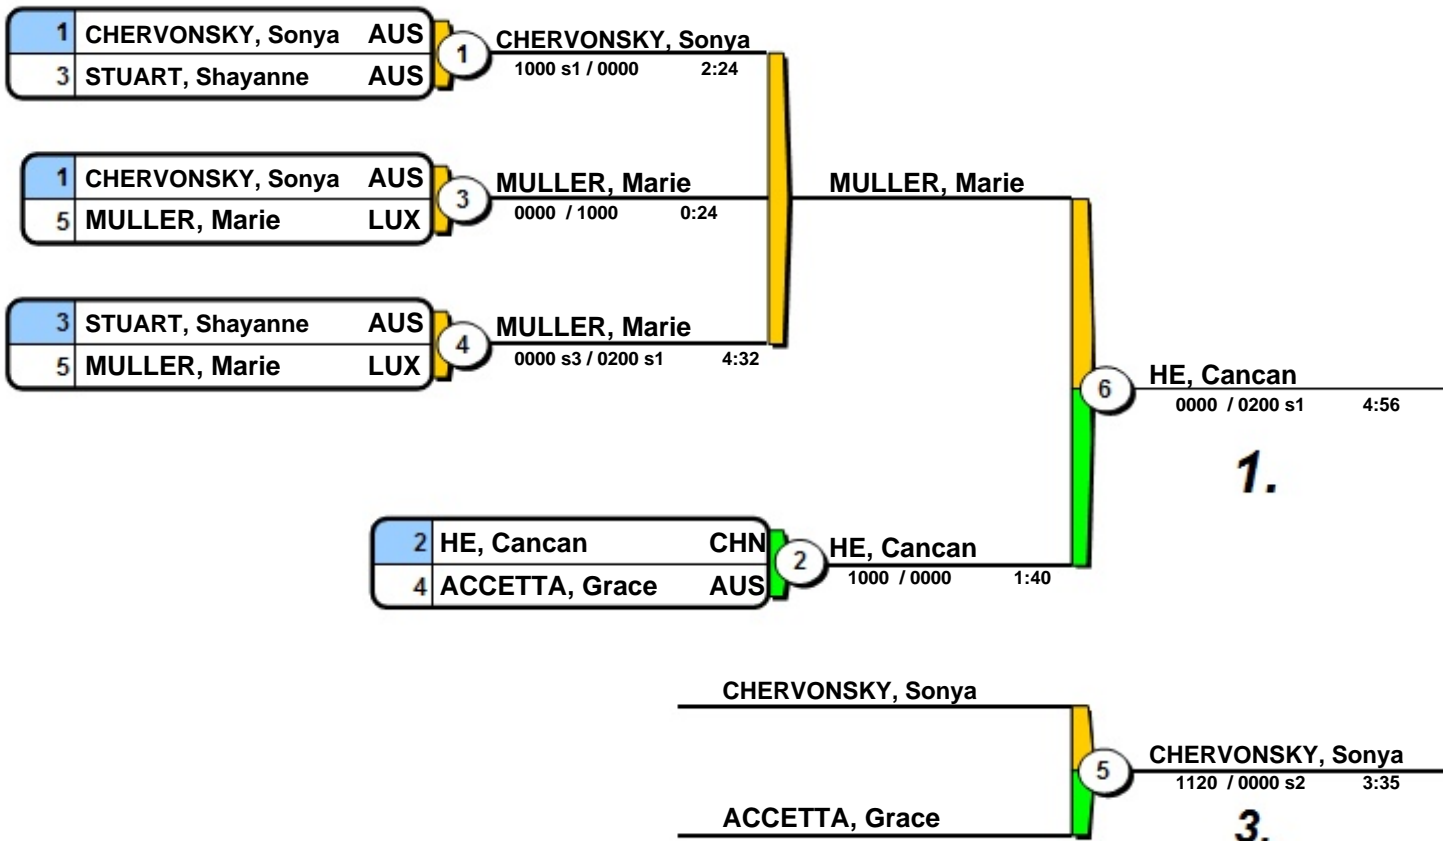 1 CHERVONSKY, Sonya AUS
3 STUART, Shayanne AUS
1
CHERVONSKY, Sonya
1000 s1 / 0000 2:24
1 CHERVONSKY, Sonya AUS
5 MULLER, Marie LUX
3
MULLER, Marie
0000 / 1000 0:24
MULLER, Marie
3 STUART, Shayanne AUS
5 MULLER, Marie LUX
4
MULLER, Marie
0000 s3 / 0200 s1 4:32
6
HE, Cancan
0000 / 0200 s1 4:56
1.
2 HE, Cancan CHN
4 ACCETTA, Grace AUS
2
HE, Cancan
1000 / 0000 1:40
CHERVONSKY, Sonya
5
CHERVONSKY, Sonya
1120 / 0000 s2 3:35
ACCETTA, Grace
3.